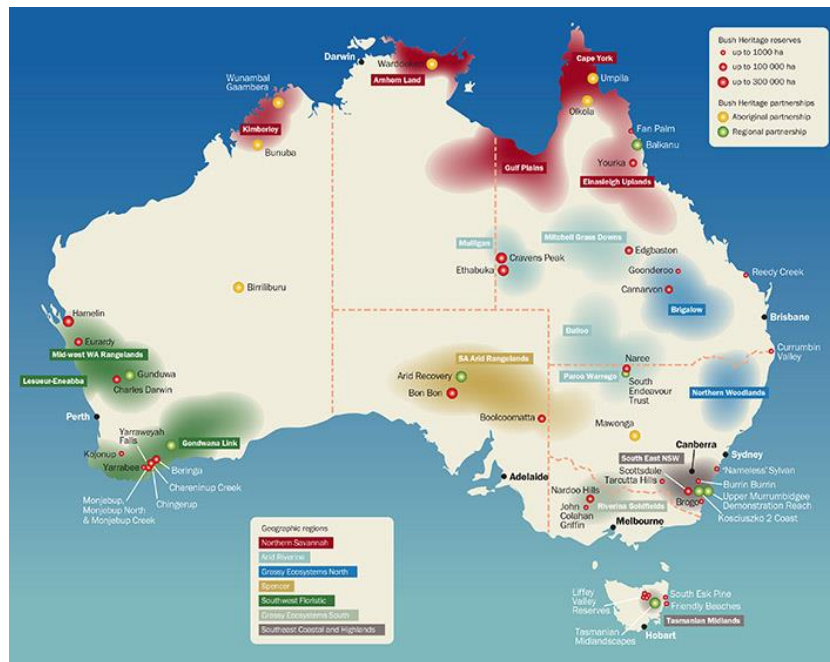 Bush Heritage reserves
up to 1000 ha
up to 100 000 ha
up to 300 000 ha
Bush Heritage partnerships
Aboriginal partnership
Regional partnership
Darwin
Wardoeken
Arnhem Land
Cape York
Umpila
Olkola
Wunambal
Gaambera
Kimberley
Bunuba
Fan Palm
Balkanu
Yourka
Gulf Plains
Einasleigh Uplands
Mitchell Grass Downs
Mulligan
Cravens Peak
Ethabuka
Edgbaston
Goonderoo
Carnarvon
Reedy Creek
Brigalow
Brisbane
Birriliburu
Hamelin
Eurardy
Mid-west WA Rangelands
Gunduwa
Lesueur-Eneabba
Charles Darwin
Bulloo
Currumbin
Valley
SA Arid Rangelands
Arid Recovery
Bon Bon
Naree
Paroo Warrego
South
Endeavour
Trust
Northern Woodlands
Boolcoomatta
Perth
Yarraweyah
Falls
Gondwana Link
Kojonup
Yarrabee
Beringa
Chereninup Creek
Chingerup
Monjebup,
Monjebup North
& Monjebup Creek
Mawonga
Canberra
Sydney
South East NSW
Adelaide
Scottsdale
Tarcutta Hills
'Nameless' Sylvan
Burrin Burrin
Brogo
Upper Murrumbidgee
Demonstration Reach
Kosciuszko 2 Coast
Nardoo Hills
John
Colahan
Griffin
Riverina Goldfields
Melbourne
Geographic regions
Northern Savannah
Arid Riverine
Grassy Ecosystems North
Spencer
Southwest Floristic
Grassy Ecosystems South
Southeast Coastal and Highlands
Liffey
Valley
Reserves
South Esk Pine
Friendly Beaches
Tasmanian Midlands
Tasmanian
Midlandscapes
Hobart